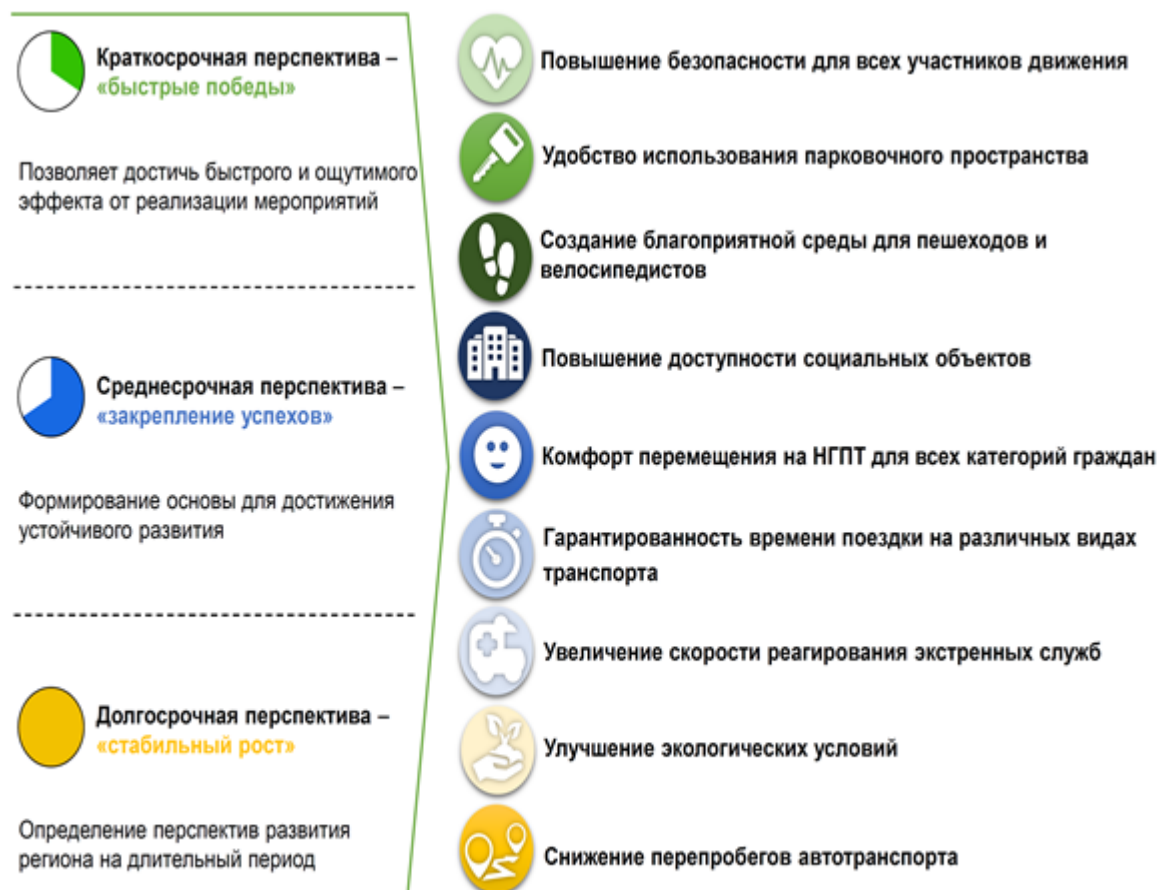 Краткосрочная перспектива –
«быстрые победы»
Позволяет достичь быстрого и ощутимого
эффекта от реализации мероприятий
Среднесрочная перспектива –
«закрепление успехов»
Формирование основы для достижения
устойчивого развития
Долгосрочная перспектива –
«стабильный рост»
Определение перспектив развития
региона на длительный период
Повышение безопасности для всех участников движения
Удобство использования парковочного пространства
Создание благоприятной среды для пешеходов и
велосипедистов
Повышение доступности социальных объектов
Комфорт перемещения на НГПТ для всех категорий граждан
Гарантированность времени поездки на различных видах
транспорта
Увеличение скорости реагирования экстренных служб
Улучшение экологических условий
Снижение перепробегов автотранспорта